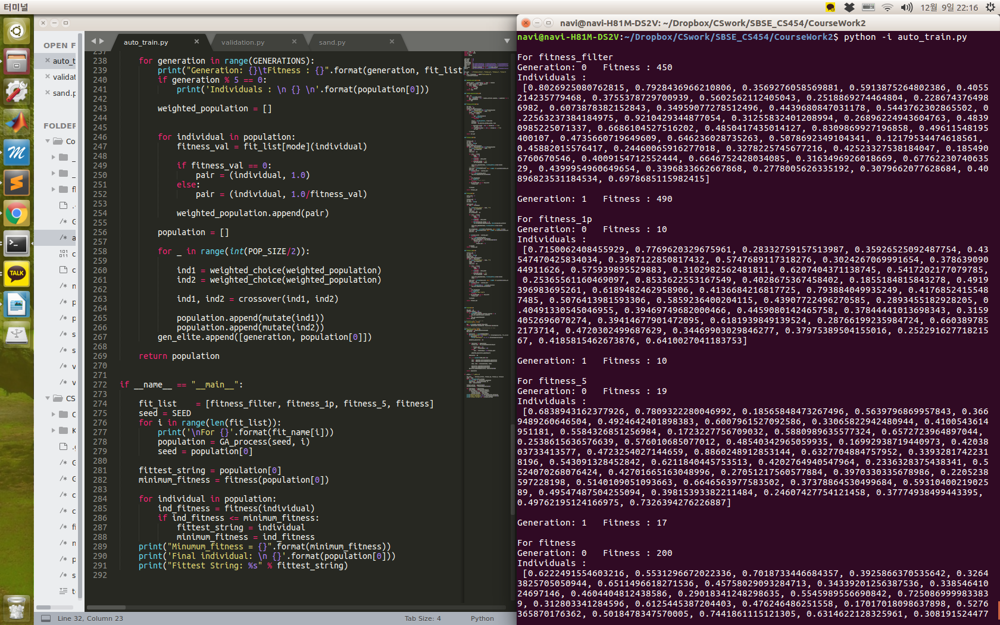 터미널
12월 9일 22:16
navi@navi-H81M-DS2V: ~/Dropbox/CSwork/SBSE_CS454/CourseWork2
OPEN F
auto_t
validat
sand.p
FOLDER
Co
CS
TALK
auto_train.py
validation.py
sand.py
237
238 for generation in range(GENERATIONS):
239 print("Generation: {}\tFitness : {}".format(generation, fit_list
240 if generation % 5 == 0:
241 print('Individuals : \n {} \n'.format(population[0]))
242
243 weighted_population = []
244
245
246 for individual in population:
247 fitness_val = fit_list[mode](individual)
248
249 if fitness_val == 0:
250 pair = (individual, 1.0)
251 else:
252 pair = (individual, 1.0/fitness_val)
253
254 weighted_population.append(pair)
255
256 population = []
257
258 for _ in range(int(POP_SIZE/2)):
259
260 ind1 = weighted_choice(weighted_population)
261 ind2 = weighted_choice(weighted_population)
262
263 ind1, ind2 = crossover(ind1, ind2)
264
265 population.append(mutate(ind1))
266 population.append(mutate(ind2))
267 gen_elite.append([generation, population[0]])
268
269 return population
270
271
272 if __name__ == "__main__":
273
274 fit_list = [fitness_filter, fitness_1p, fitness_5, fitness]
275 seed = SEED
276 for i in range(len(fit_list)):
277 print('\nFor {}'.format(fit_name[i]))
278 population = GA_process(seed, i)
279 seed = population[0]
280
281 fittest_string = population[0]
282 minimum_fitness = fitness(population[0])
283
284 for individual in population:
285 ind_fitness = fitness(individual)
286 if ind_fitness <= minimum_fitness:
287 fittest_string = individual
288 minimum_fitness = ind_fitness
289 print("Minumum_fitness = {}".format(minimum_fitness))
290 print('Final individual: \n {}'.format(population[0]))
291 print("Fittest String: %s" % fittest_string)
292
Line 32, Column 23
Tab Size: 4
Python
navi@navi-H81M-DS2V:~/Dropbox/CSwork/SBSE_CS454/CourseWork2$ python -i auto_train.py
For fitness_filter
Generation: 0 Fitness : 450
Individuals :
[0.8026925080762815, 0.7928436966210806, 0.3569276058569881, 0.5913875264802386, 0.4055
214235779468, 0.3755378729700939, 0.5602562112405043, 0.2518869274464804, 0.228674376498
6982, 0.6073878382152843, 0.34959077278512496, 0.4439680847031178, 0.5443762302865502, 0
.22563237384184975, 0.9210429344877054, 0.31255832401208994, 0.26896224943604763, 0.4839
0985225071337, 0.6686104527516202, 0.4850417435014127, 0.8309869927196858, 0.49611548195
400107, 0.4735660719649609, 0.646236028735263, 0.5078692349104341, 0.12179534474618561,
0.45882015576417, 0.24460065916277018, 0.3278225745677216, 0.42523327538184047, 0.185490
6760670546, 0.4009154712552444, 0.6646752428034085, 0.3163496926018669, 0.67762230740635
29, 0.4399954960649654, 0.3396833662667868, 0.2778005626335192, 0.3079662077628684, 0.40
896823531184534, 0.6978685115982415]
Generation: 1 Fitness : 490
For fitness_1p
Generation: 0 Fitness : 10
Individuals :
[0.7150062408455929, 0.7769620329675961, 0.28332759157513987, 0.35926525092487754, 0.43
547470425834034, 0.3987122850817432, 0.5747689117318276, 0.3024267069991654, 0.378639090
44911626, 0.575939895529883, 0.3102982562481811, 0.6207404371138745, 0.5417202177079785,
0.25365561160469097, 0.8533622531675492, 0.4028675367458402, 0.1855184815843278, 0.4919
396983695261, 0.6189482462958906, 0.4136684216817725, 0.793884049935249, 0.4176852415548
7485, 0.5076413981593306, 0.5859236400204115, 0.43907722496270585, 0.2893455182928205, 0
.40491330545046955, 0.39469749682000466, 0.4459080142465758, 0.37844441013698343, 0.3159
4052696070274, 0.39414677901472095, 0.6181939849139524, 0.28766199235984724, 0.660389785
2173714, 0.4720302499687629, 0.34469903029846277, 0.37975389504155016, 0.252291627718215
67, 0.4185815462673876, 0.6410027041183753]
Generation: 1 Fitness : 10
For fitness_5
Generation: 0 Fitness : 19
Individuals :
[0.6838943162377926, 0.7809322280046992, 0.18565848473267496, 0.5639796869957843, 0.366
9489260646504, 0.4924642401898383, 0.6007961527092586, 0.33065822942480944, 0.4100543614
951181, 0.5584326851256984, 0.1723227756709032, 0.5880989635577324, 0.6572723964897044,
0.2538615636576639, 0.576010685077012, 0.48540342965059935, 0.16992938719440973, 0.42038
03733413577, 0.4723254027144659, 0.8860248912853144, 0.6327704884757952, 0.3393281742231
8196, 0.543091328452842, 0.6211840445753513, 0.4202764940547964, 0.2336328375438341, 0.5
524070268076424, 0.42701665163048996, 0.27051217560577884, 0.3970330335678986, 0.2205238
597228198, 0.5140109051093663, 0.6646563977583502, 0.37378864530499684, 0.59310400219025
89, 0.49547487504255094, 0.39815393382211484, 0.24607427754121458, 0.37774938499443395,
0.49762195124166975, 0.7326394276226887]
Generation: 1 Fitness : 17
For fitness
Generation: 0 Fitness : 200
Individuals :
[0.6222491554603216, 0.5531296672022336, 0.7018733446684357, 0.3925866370535642, 0.3264
3825705050944, 0.6511496618271536, 0.45758029093284713, 0.34339201256387536, 0.338546410
24697146, 0.4604404812438586, 0.29018341248298635, 0.5545989556690842, 0.725086999983383
9, 0.312803341284596, 0.6125445387204403, 0.476246486251558, 0.17017018098637898, 0.5276
365870176362, 0.5018478347570005, 0.7441861115121305, 0.6314622128325961, 0.308191524477